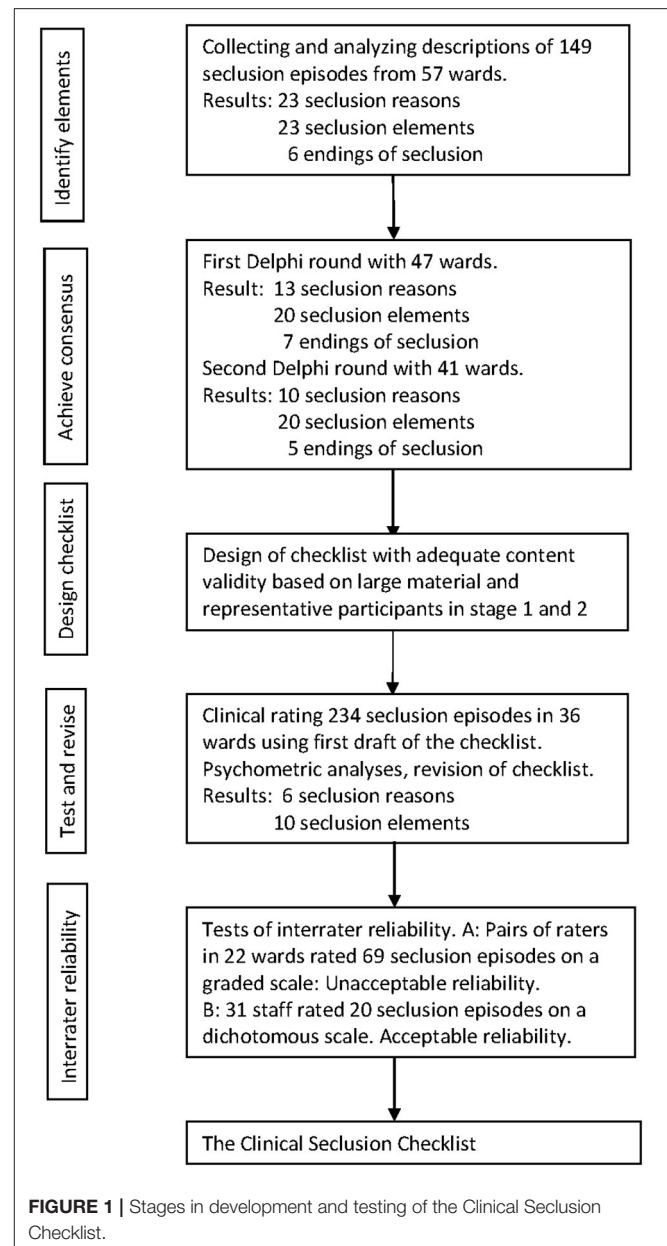 Identify elements
Collecting and analyzing descriptions of 149
seclusion episodes from 57 wards.
Results: 23 seclusion reasons
23 seclusion elements
6 endings of seclusion
Achieve consensus
First Delphi round with 47 wards.
Result: 13 seclusion reasons
20 seclusion elements
7 endings of seclusion
Second Delphi round with 41 wards.
Results: 10 seclusion reasons
20 seclusion elements
5 endings of seclusion
Design checklist
Design of checklist with adequate content
validity based on large material and
representative participants in stage 1 and 2
Test and revise
Clinical rating 234 seclusion episodes in 36
wards using first draft of the checklist.
Psychometric analyses, revision of checklist.
Results: 6 seclusion reasons
10 seclusion elements
Interrater reliability
Tests of interrater reliability. A: Pairs of raters
in 22 wards rated 69 seclusion episodes on a
graded scale: Unacceptable reliability.
B: 31 staff rated 20 seclusion episodes on a
dichotomous scale. Acceptable reliability.
The Clinical Seclusion Checklist
FIGURE 1 | Stages in development and testing of the Clinical Seclusion
Checklist.